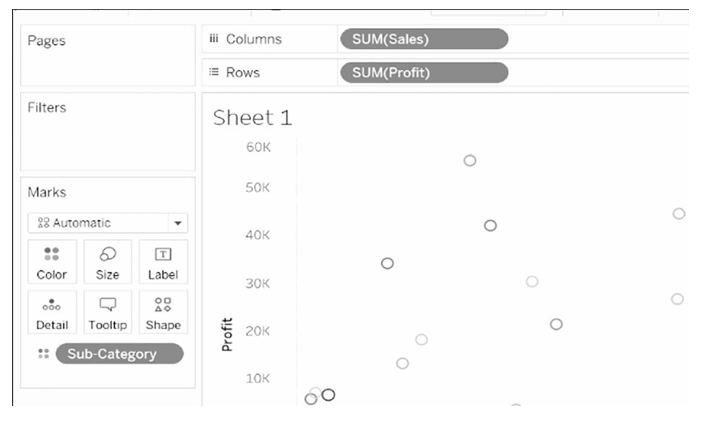 Pages
Columns SUM(Sales)
Rows SUM(Profit)
Filters
Sheet 1
Marks
Automatic
Color Size Label
T
Detail Tooltip Shape
Sub-Category
Profit
60K
50K
40K
30K
20K
10K